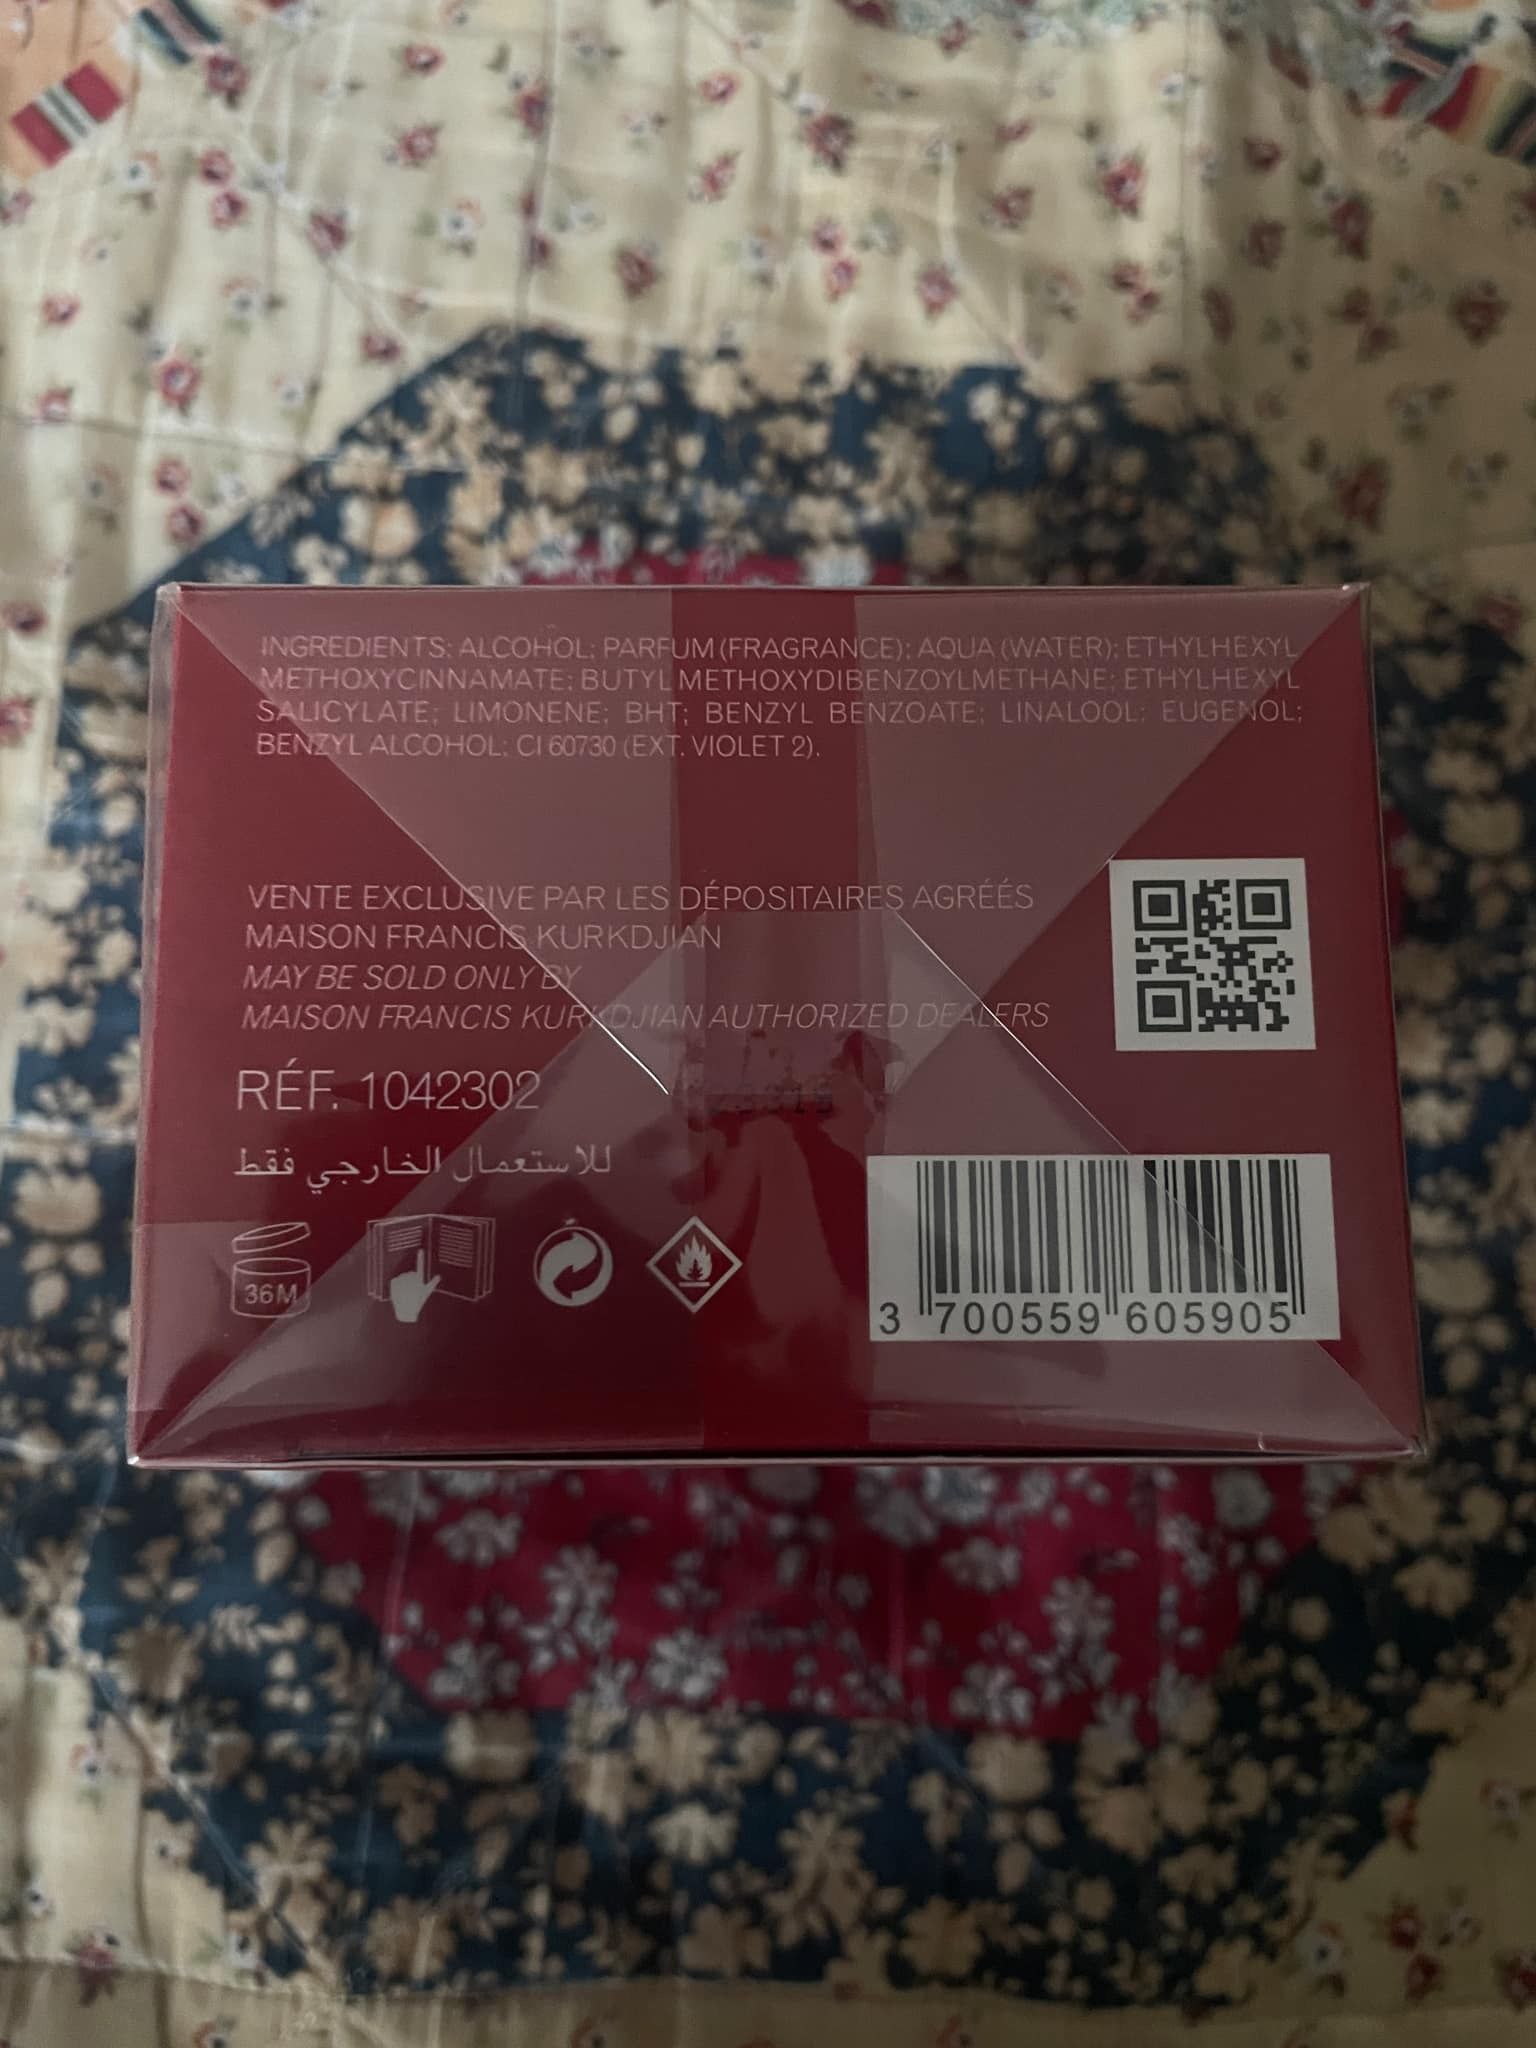 INGREDIENTS: ALCOHOL; PARFUM (FRAGRANCE); AQUA (WATER); ETHYLHEXYL
METHOXYCINNAMATE; BUTYL METHOXYDIBENZOYLMETHANE; ETHYLHEXYL
SALICYLATE; LIMONENE; BHT; BENZYL BENZOATE; LINALOOL; EUGENOL;
BENZYL ALCOHOL; CI 60730 (EXT. VIOLET 2).
VENTE EXCLUSIVE PAR LES DÉPOSITAIRES AGRÉÉS
MAISON FRANCIS KURKDJIAN
MAY BE SOLD ONLY BY
MAISON FRANCIS KURKDJIAN AUTHORIZED DEALERS
RÉF. 1042302
للاستعمال الخارجي فقط
36M
3 700559 605905